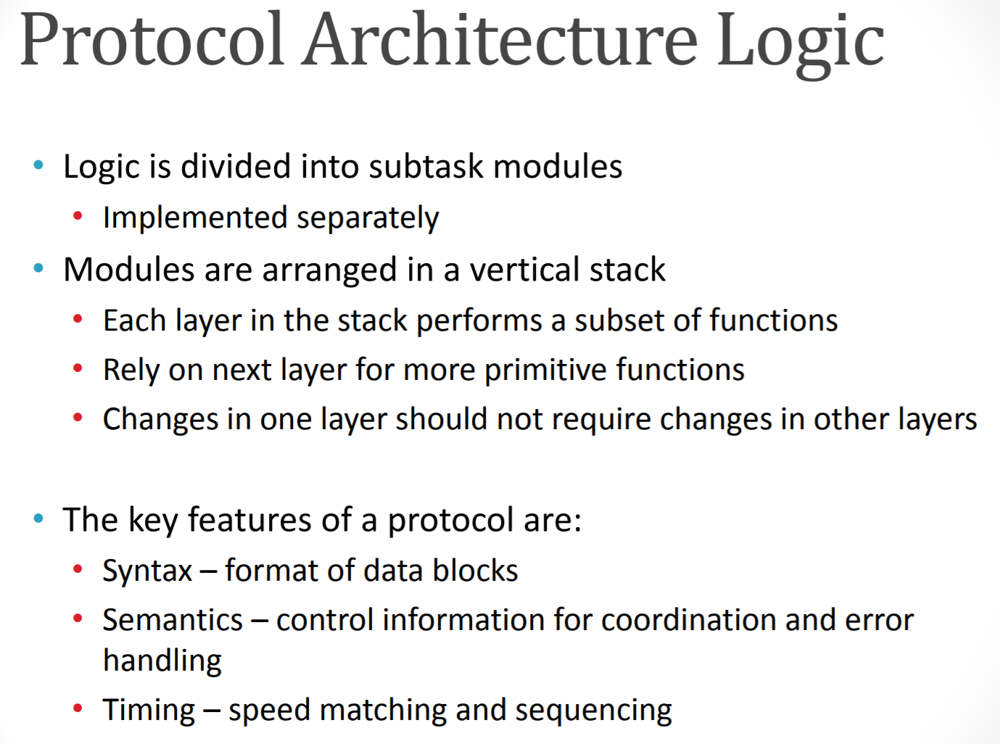 Protocol Architecture Logic
• Logic is divided into subtask modules
• Implemented separately
• Modules are arranged in a vertical stack
• Each layer in the stack performs a subset of functions
• Rely on next layer for more primitive functions
• Changes in one layer should not require changes in other layers
• The key features of a protocol are:
• Syntax – format of data blocks
• Semantics – control information for coordination and error
handling
• Timing – speed matching and sequencing